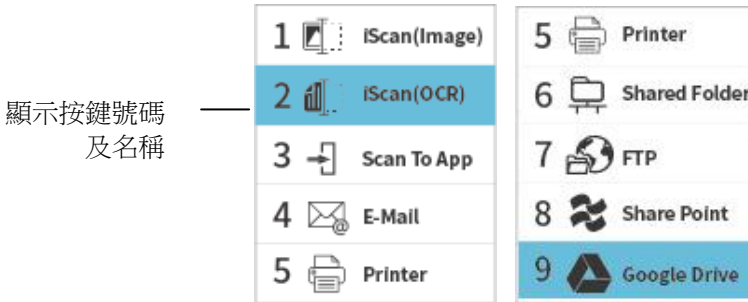 顯示按鍵號碼
及名稱
1 iScan(Image)
2 iScan(OCR)
3 Scan To App
4 E-Mail
5 Printer
5 Printer
6 Shared Folder
7 FTP
8 Share Point
9 Google Drive